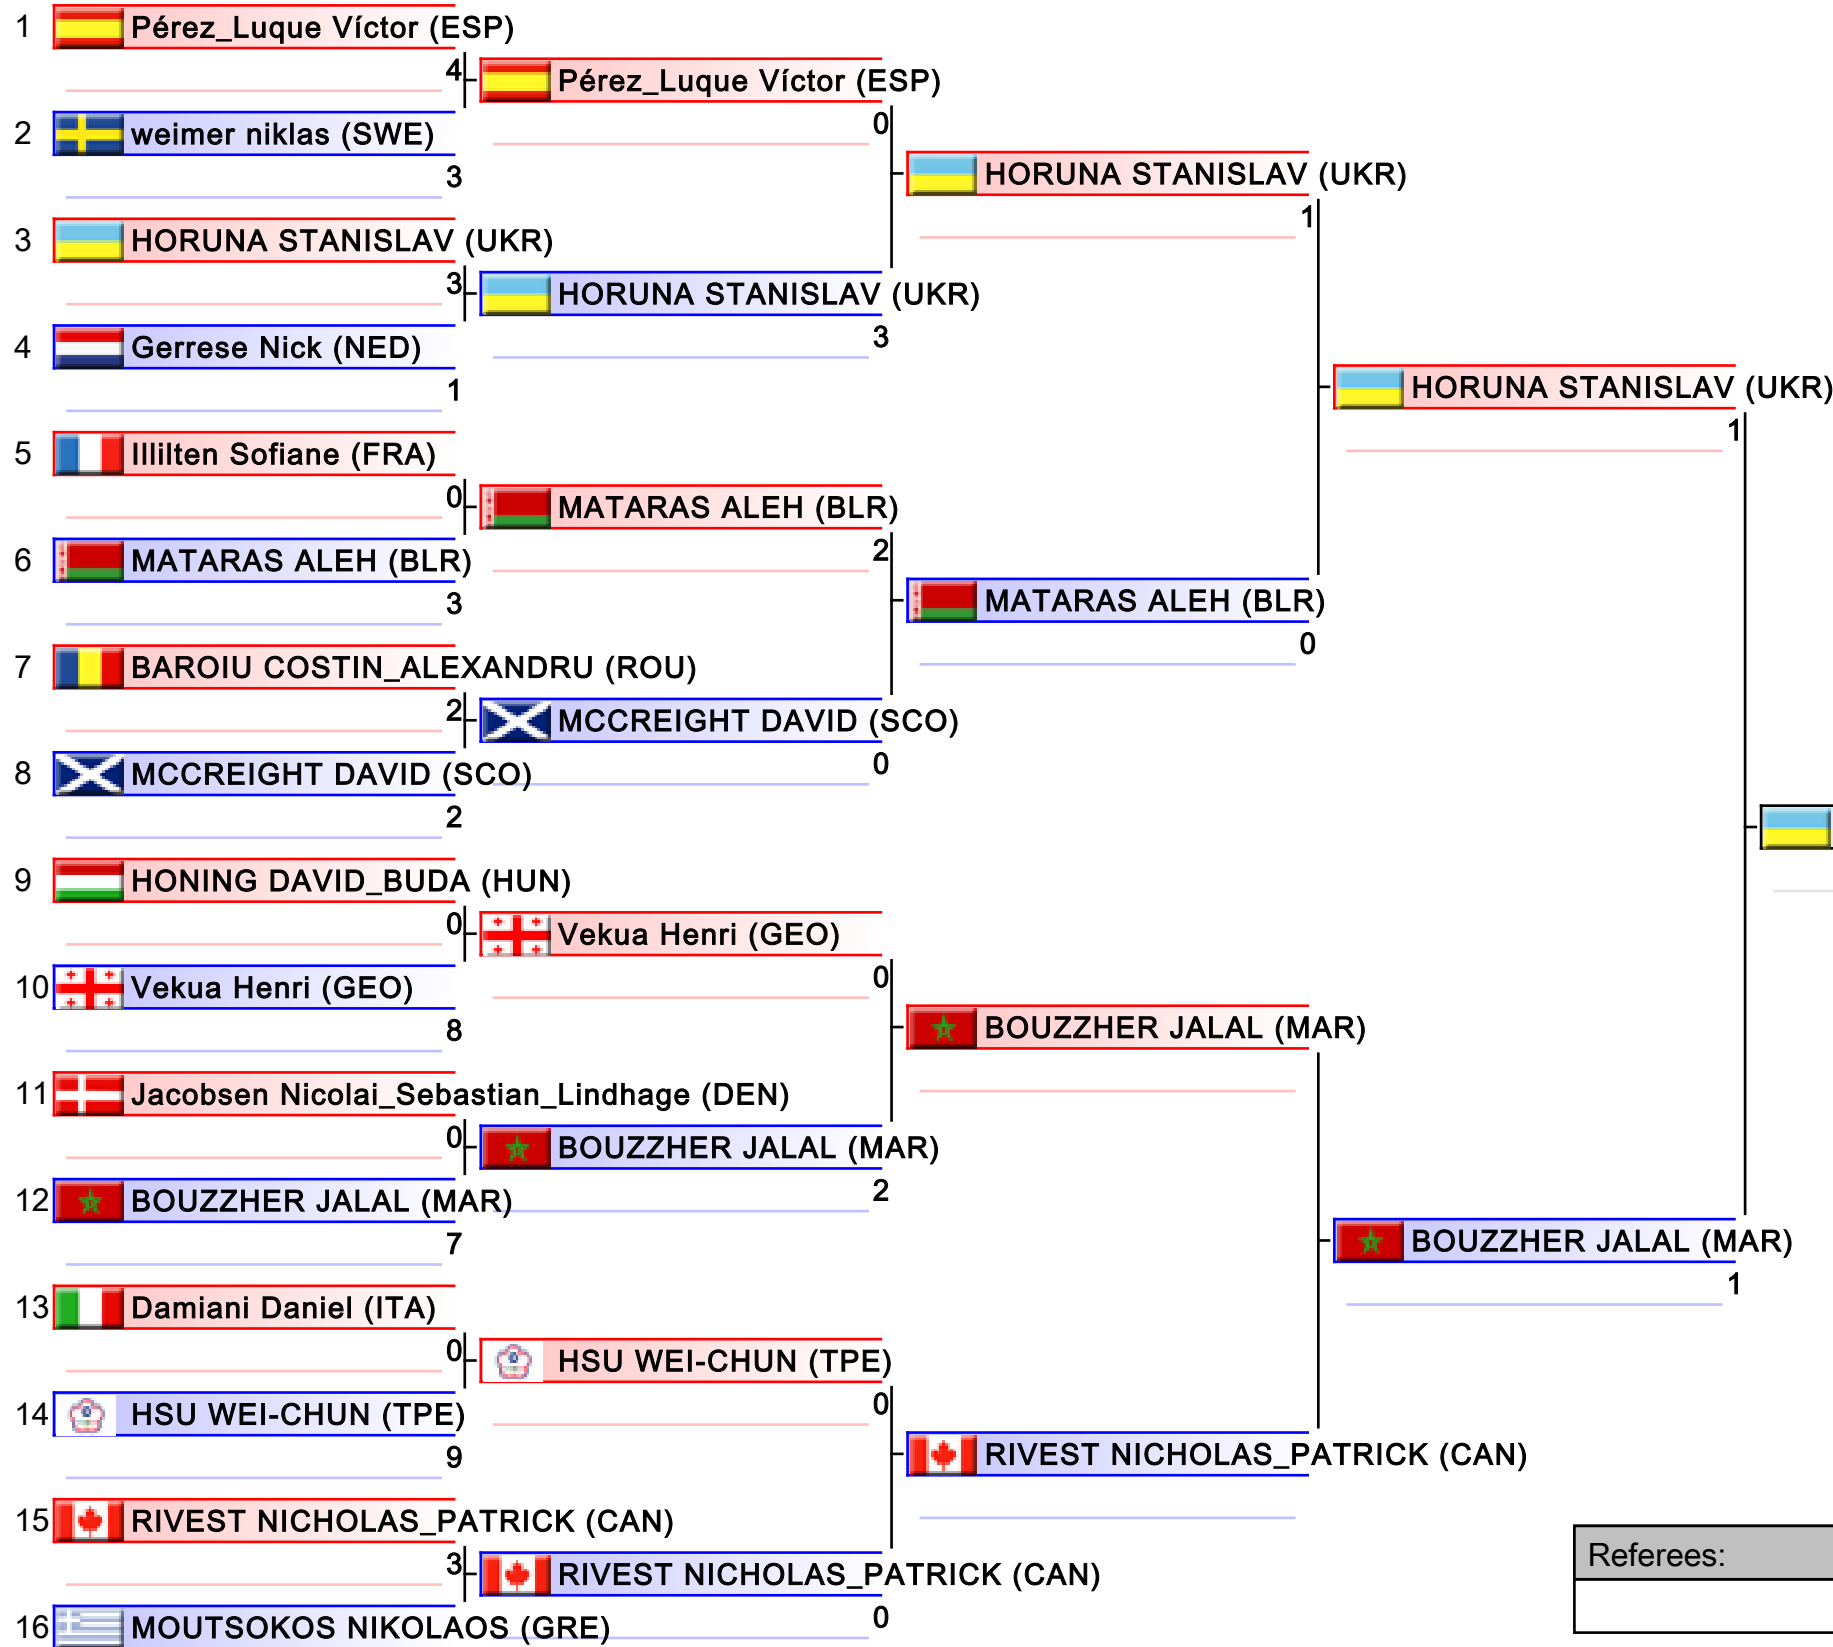 1 Pérez_Luque Víctor (ESP)
4
2 weimer niklas (SWE)
3
3 HORUNA STANISLAV (UKR)
3
4 Gerrese Nick (NED)
1
5 Illilten Sofiane (FRA)
0
6 MATARAS ALEH (BLR)
3
7 BAROIU COSTIN_ALEXANDRU (ROU)
2
8 MCCREIGHT DAVID (SCO)
2
9 HONING DAVID_BUDA (HUN)
0
10 Vekua Henri (GEO)
8
11 Jacobsen Nicolai_Sebastian_Lindhage (DEN)
0
12 BOUZZHER JALAL (MAR)
7
13 Damiani Daniel (ITA)
0
14 HSU WEI-CHUN (TPE)
9
15 RIVEST NICHOLAS_PATRICK (CAN)
3
16 MOUTSOKOS NIKOLAOS (GRE)
Pérez_Luque Víctor (ESP)
0
HORUNA STANISLAV (UKR)
3
MATARAS ALEH (BLR)
2
MCCREIGHT DAVID (SCO)
0
Vekua Henri (GEO)
0
BOUZZHER JALAL (MAR)
2
HSU WEI-CHUN (TPE)
0
RIVEST NICHOLAS_PATRICK (CAN)
0
HORUNA STANISLAV (UKR)
1
MATARAS ALEH (BLR)
0
BOUZZHER JALAL (MAR)
RIVEST NICHOLAS_PATRICK (CAN)
HORUNA STANISLAV (UKR)
1
BOUZZHER JALAL (MAR)
1
Referees: